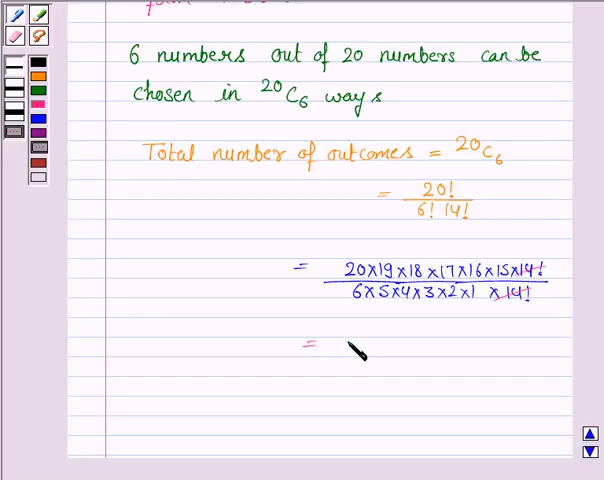 6 numbers out of 20 numbers can be
chosen in ²⁰C₆ ways
Total number of outcomes = ²⁰C₆
= 20! / 6! 14!
= 20×19×18×17×16×15×14! / 6×5×4×3×2×1 ×14!
=